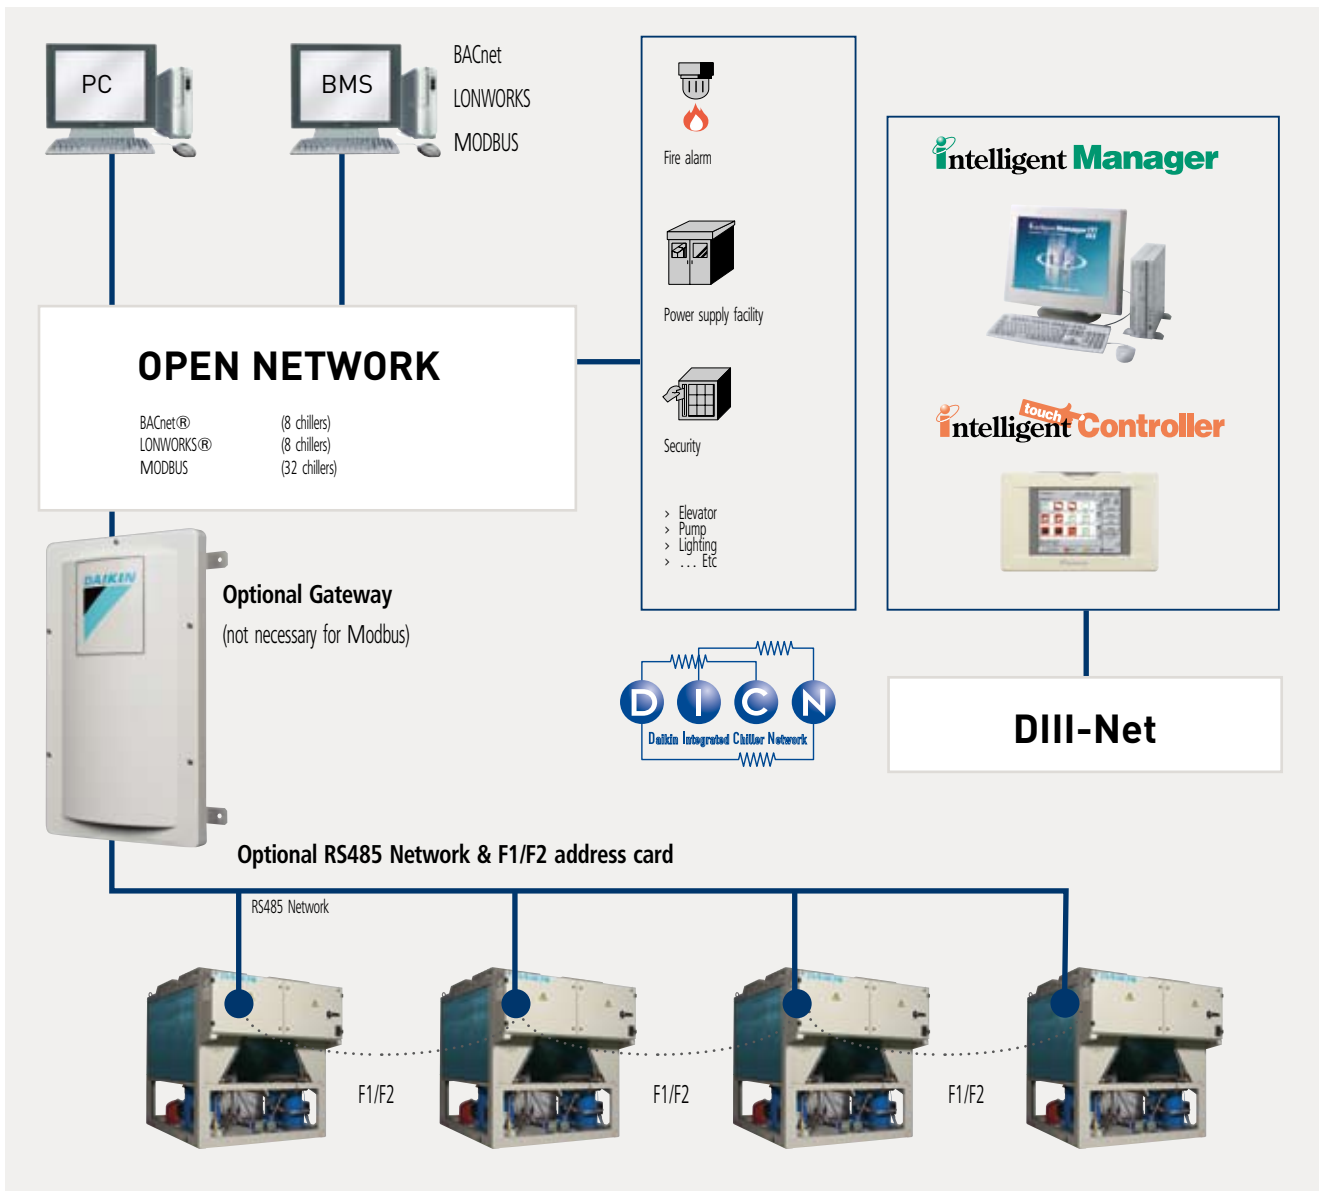 PC
BMS
BACnet
LONWORKS
MODBUS
Fire alarm
Power supply facility
Security
> Elevator
> Pump
> Lighting
> ... Etc
intelligent Manager
intelligent touch Controller
OPEN NETWORK
BACnet® (8 chillers)
LONWORKS® (8 chillers)
MODBUS (32 chillers)
DAIKIN
Optional Gateway
(not necessary for Modbus)
D I C N
Daikin Integrated Chiller Network
DIII-Net
Optional RS485 Network & F1/F2 address card
RS485 Network
F1/F2
F1/F2
F1/F2